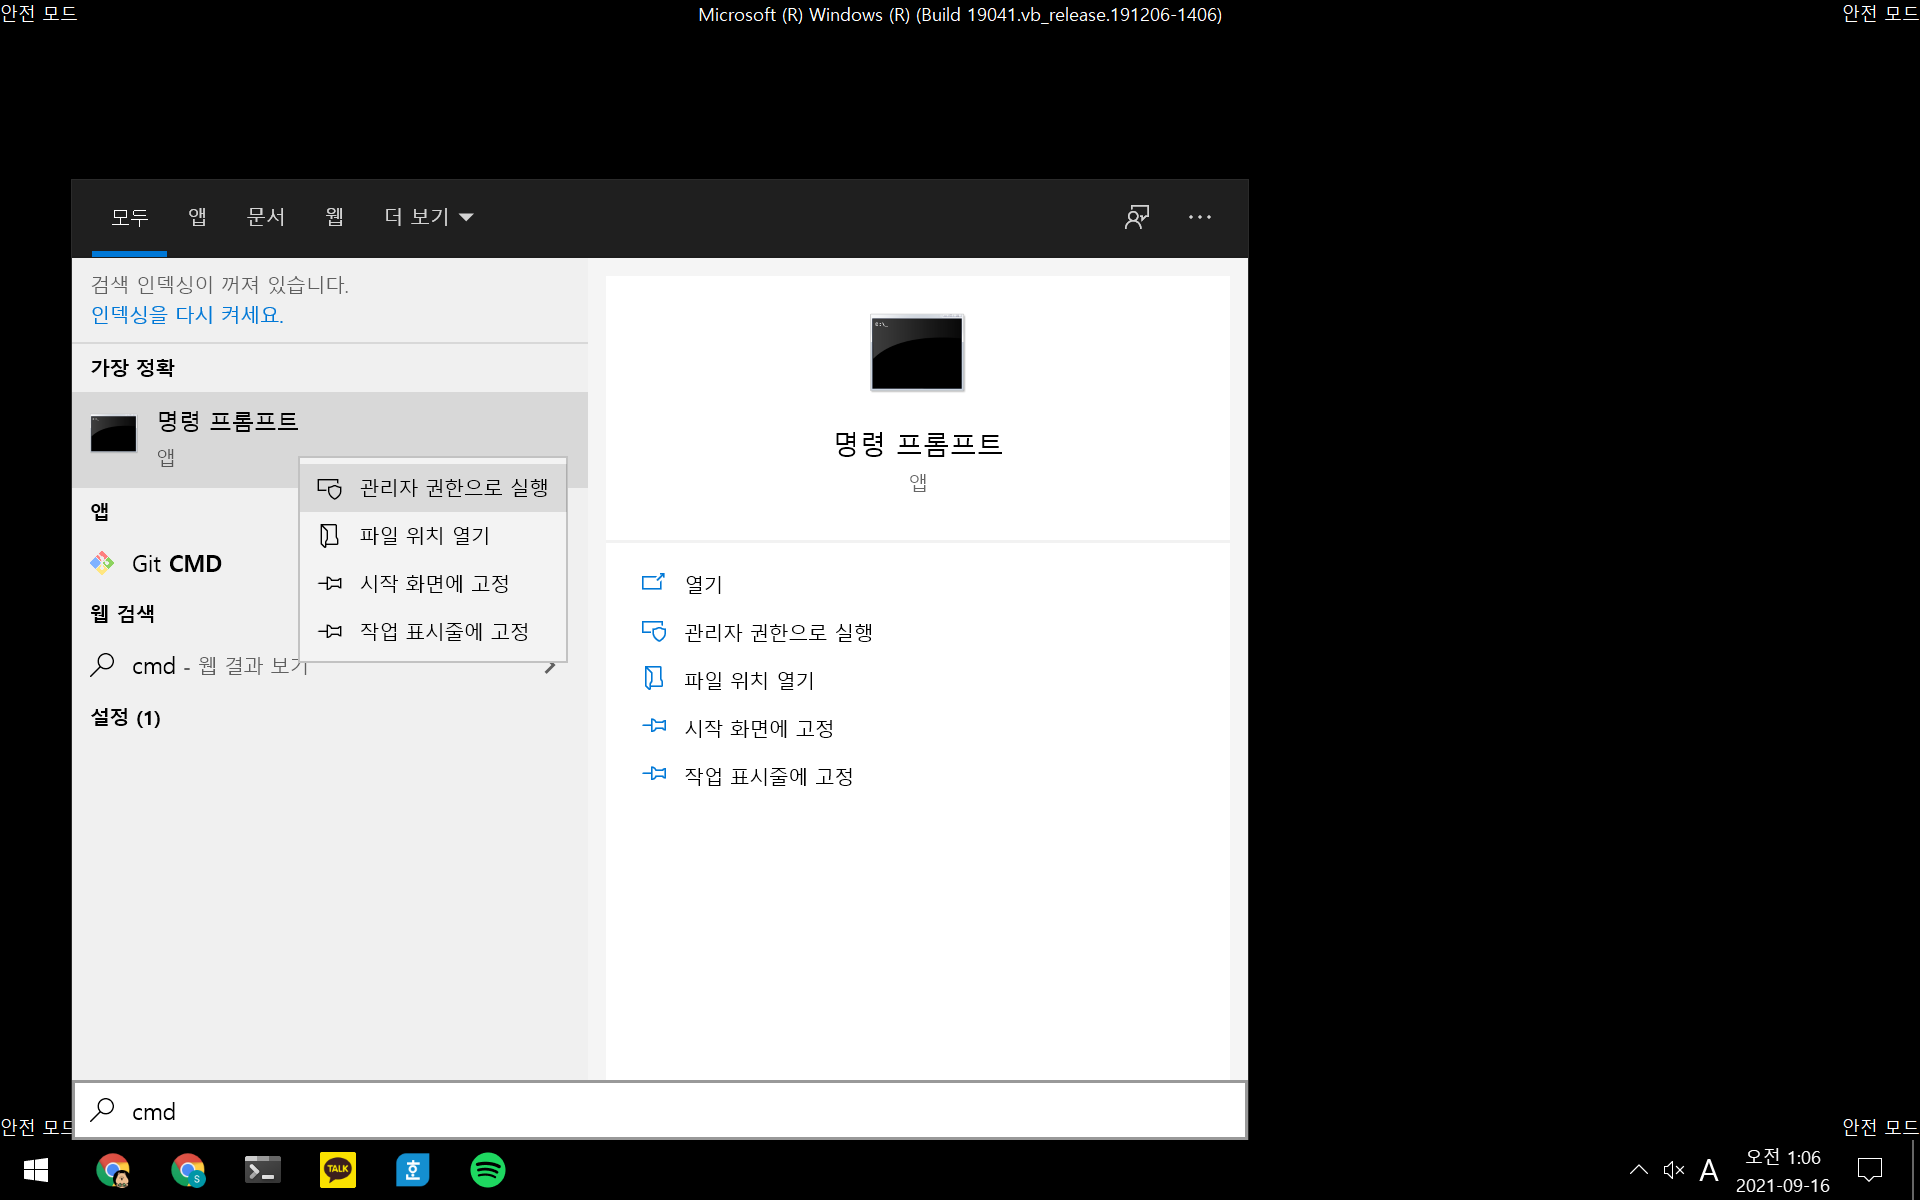 안전 모드
Microsoft (R) Windows (R) (Build 19041.vb_release.191206-1406)
안전 모드
모두 앱 문서 웹 더 보기
검색 인덱싱이 꺼져 있습니다.
인덱싱을 다시 켜세요.
가장 정확
명령 프롬프트
앱
관리자 권한으로 실행
파일 위치 열기
시작 화면에 고정
작업 표시줄에 고정
앱
Git CMD
웹 검색
cmd - 웹 결과 보기
설정 (1)
명령 프롬프트
앱
열기
관리자 권한으로 실행
파일 위치 열기
시작 화면에 고정
작업 표시줄에 고정
cmd
안전 모드
안전 모드
S
TALK
호
A
오전 1:06
2021-09-16